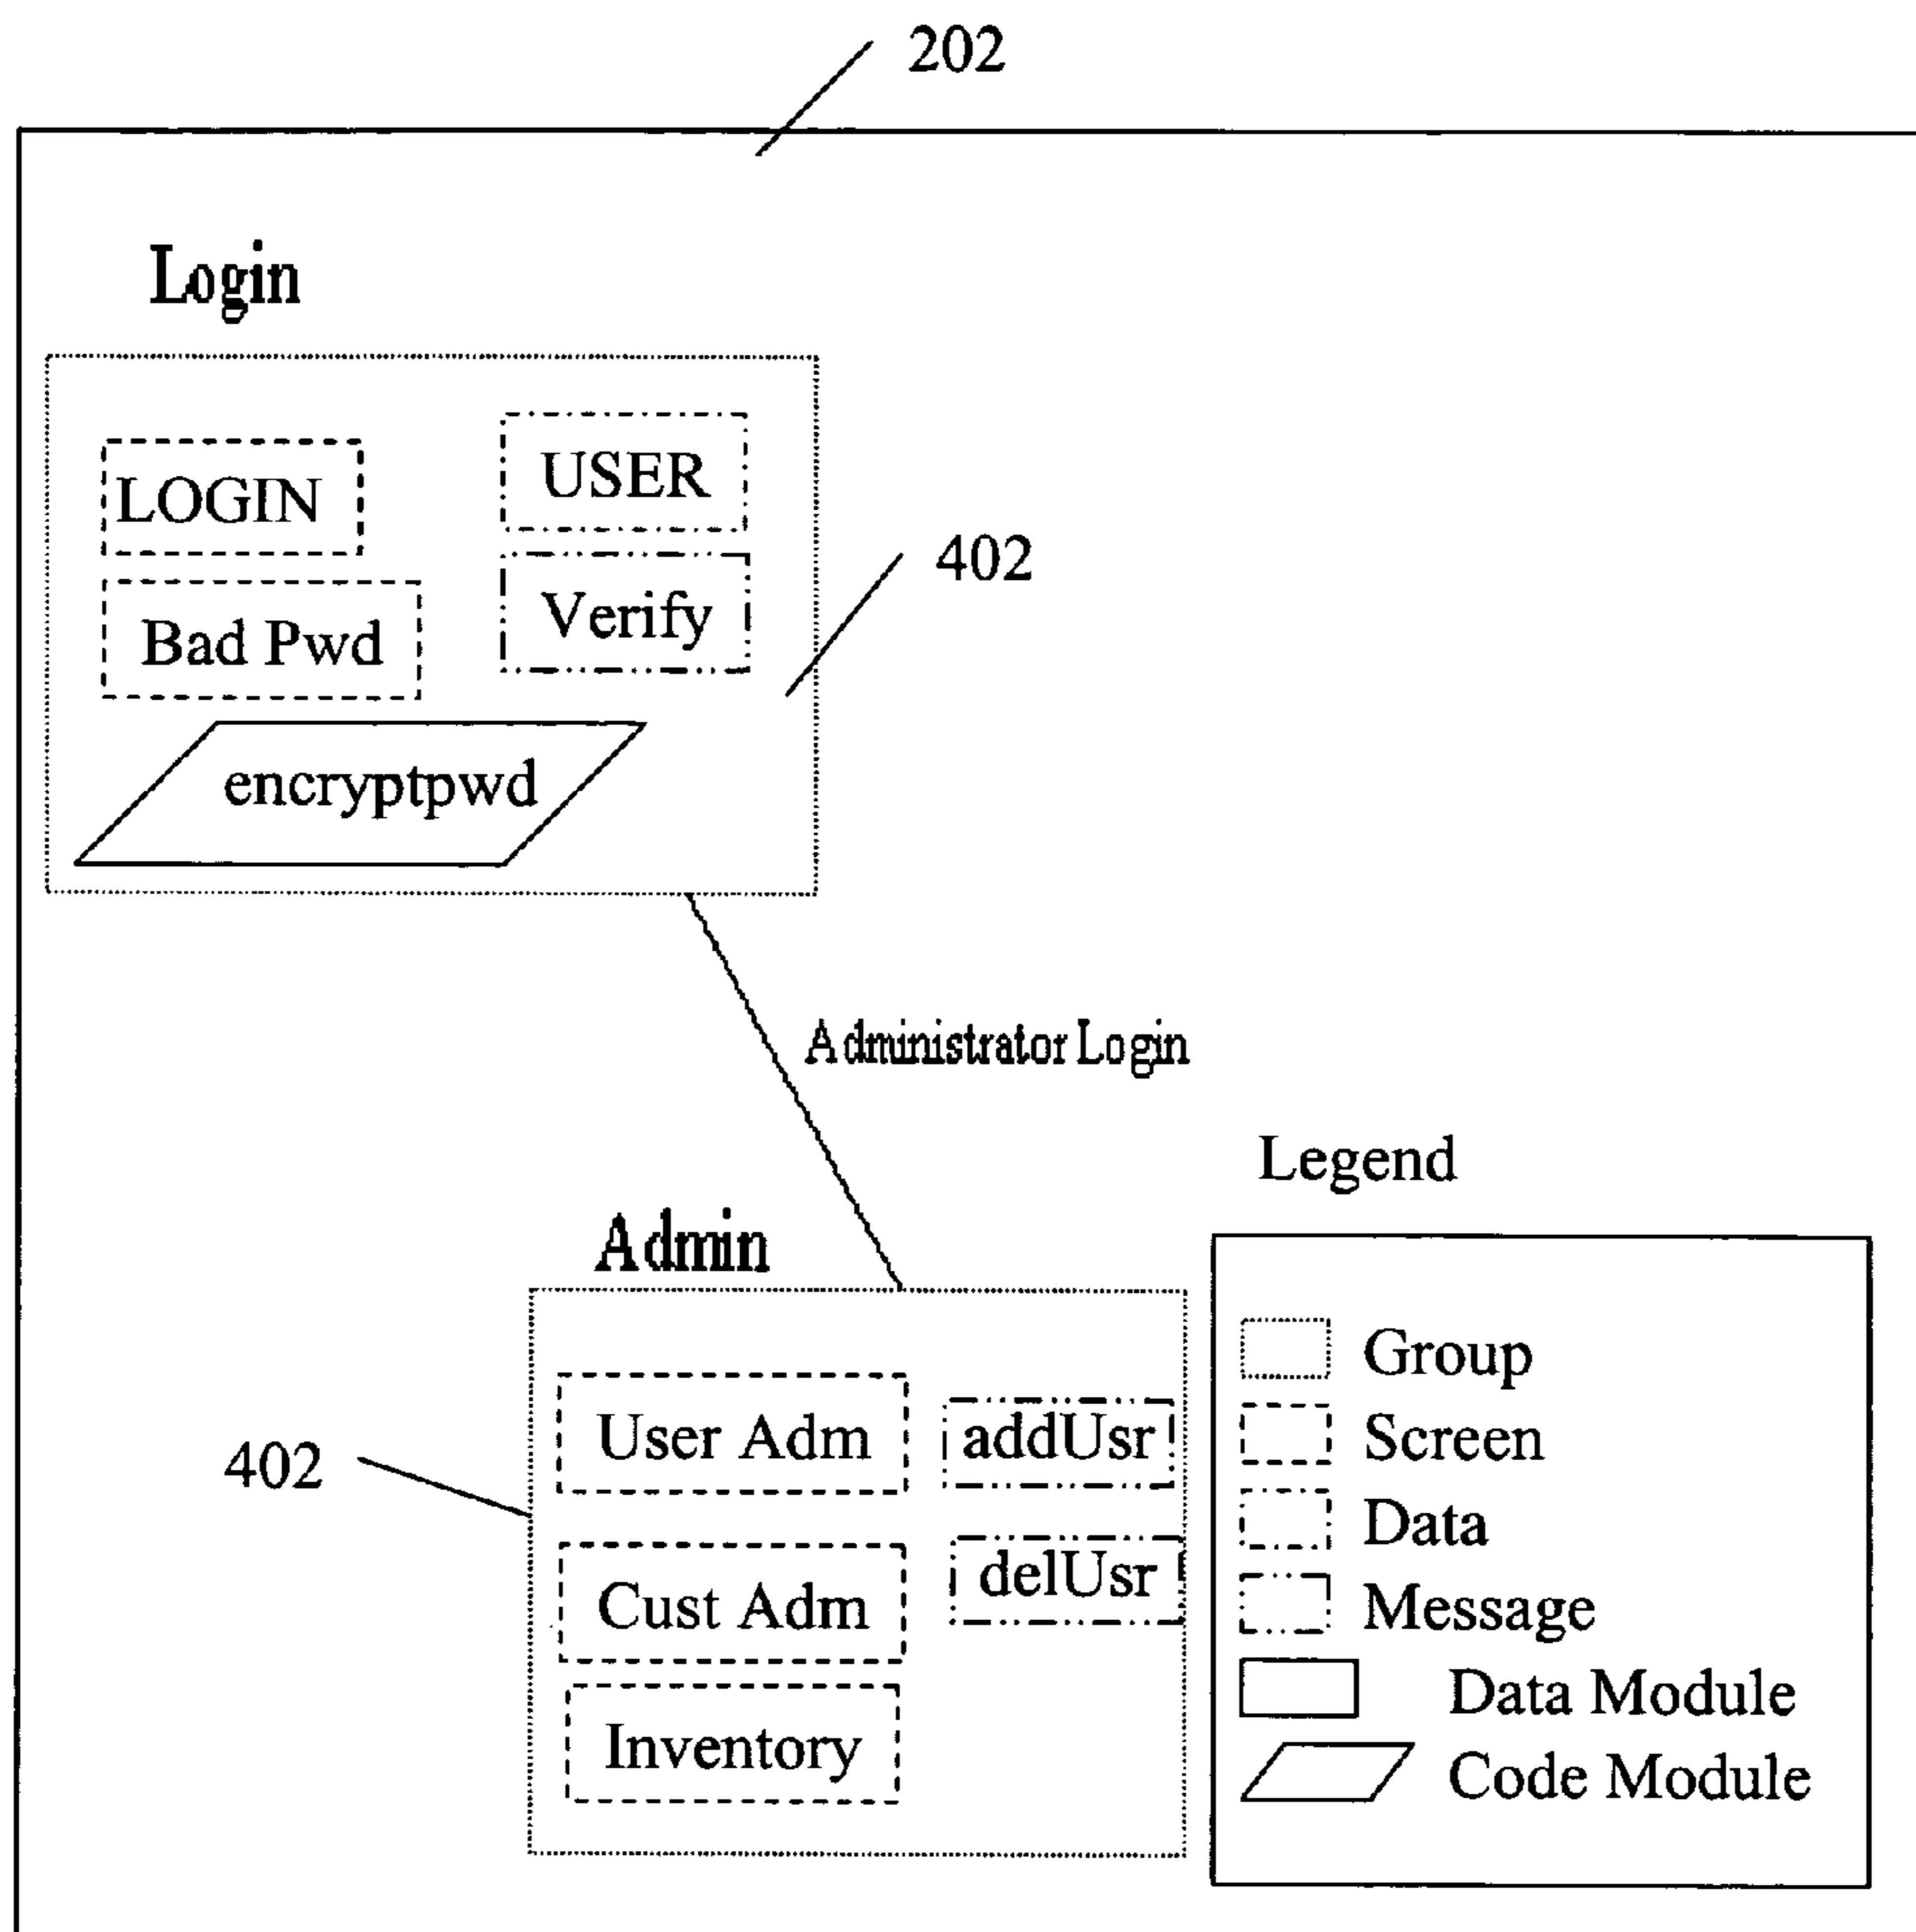 202
Login
LOGIN
USER
402
Bad Pwd
Verify
encryptpwd
Administrator Login
Legend
Admin
Group
User Adm
addUsr
Screen
402
Data
delUsr
Cust Adm
Message
Data Module
Inventory
Code Module